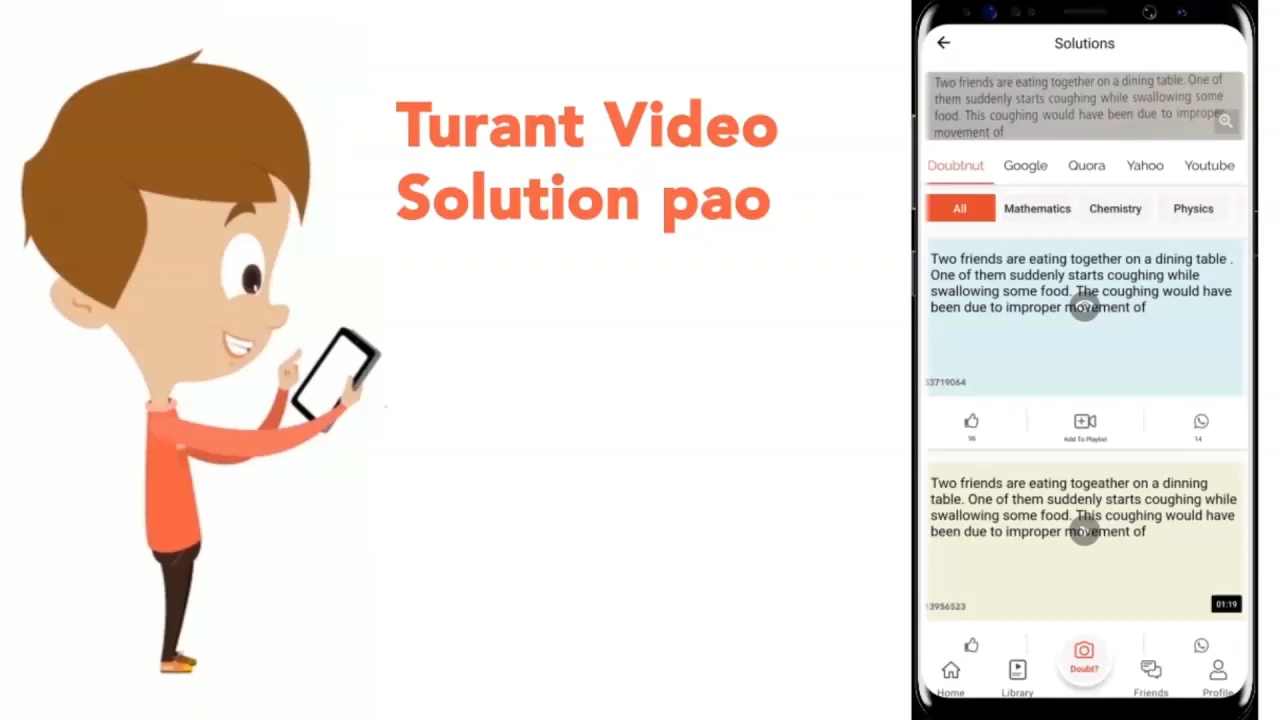 Turant Video
Solution pao
Solutions
Two friends are eating together on a dining table. One of
them suddenly starts coughing while swallowing some
food. This coughing would have been due to improper
movement of
Doubtnut Google Quora Yahoo Youtube
All Mathematics Chemistry Physics
Two friends are eating together on a dining table .
One of them suddenly starts coughing while
swallowing some food. The coughing would have
been due to improper movement of
53719064
56 Add To Playlist 14
Two friends are eating togeather on a dinning
table. One of them suddenly starts coughing while
swallowing some food. This coughing would have
been due to improper movement of
13956523
01:19
Doubt?
Home Library Friends Profile